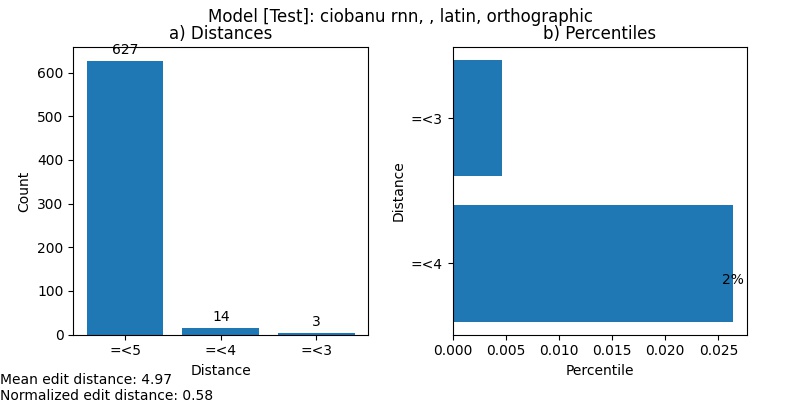 Model [Test]: ciobanu rnn, , latin, orthographic
a) Distances
627
14
3
600
500
400
300
200
100
0
Count
=<5 =<4 =<3
Distance
b) Percentiles
=<3
=<4
Distance
2%
0.000 0.005 0.010 0.015 0.020 0.025
Percentile
Mean edit distance: 4.97
Normalized edit distance: 0.58